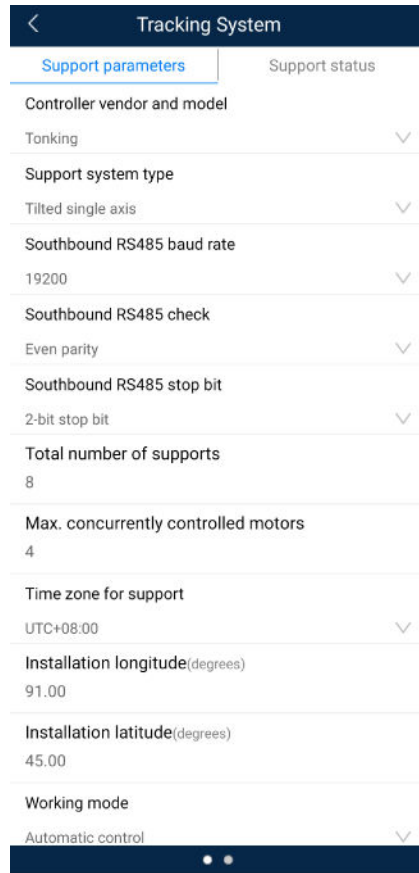 Tracking System
Support parameters
Support status
Controller vendor and model
Tonking
Support system type
Tilted single axis
Southbound RS485 baud rate
19200
Southbound RS485 check
Even parity
Southbound RS485 stop bit
2-bit stop bit
Total number of supports
8
Max. concurrently controlled motors
4
Time zone for support
UTC+08:00
Installation longitude(degrees)
91.00
Installation latitude(degrees)
45.00
Working mode
Automatic control